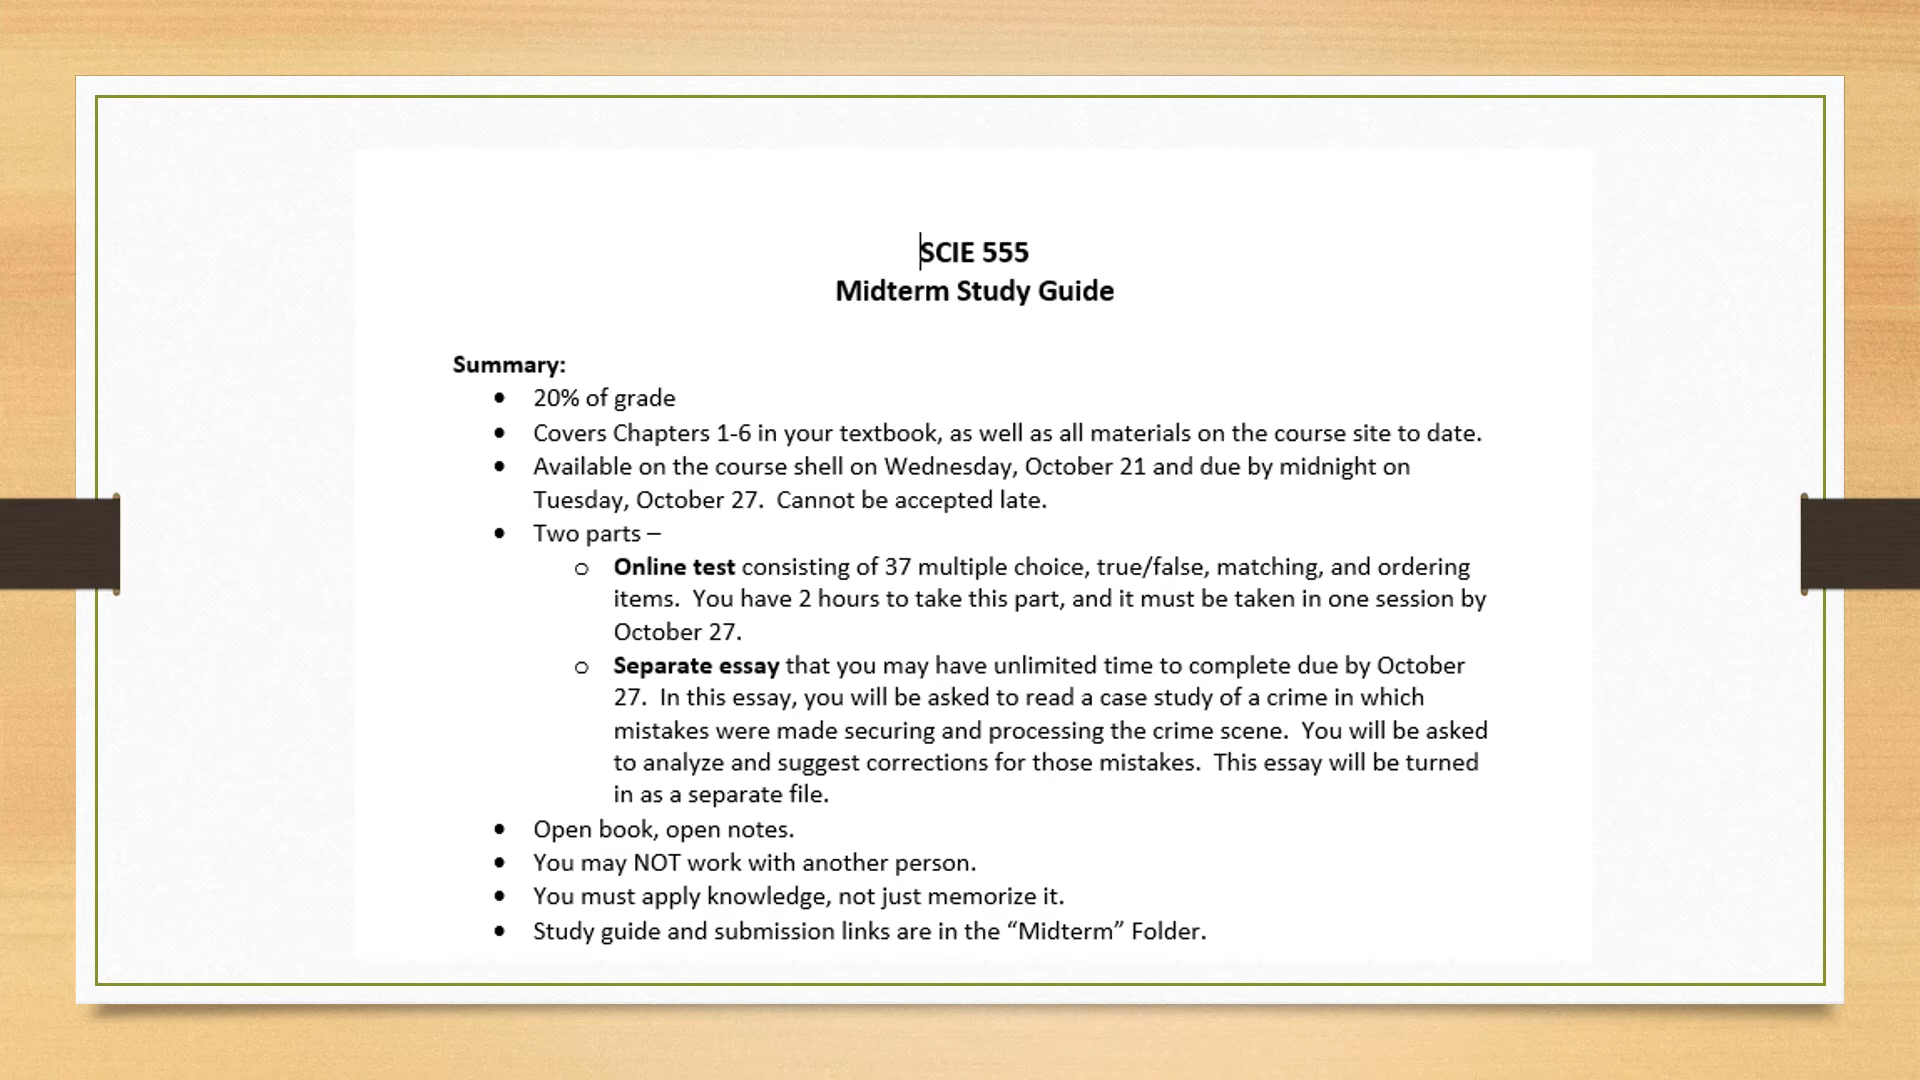 SCIE 555
Midterm Study Guide
Summary:
• 20% of grade
• Covers Chapters 1-6 in your textbook, as well as all materials on the course site to date.
• Available on the course shell on Wednesday, October 21 and due by midnight on
Tuesday, October 27.  Cannot be accepted late.
• Two parts –
o Online test consisting of 37 multiple choice, true/false, matching, and ordering
items.  You have 2 hours to take this part, and it must be taken in one session by
October 27.
o Separate essay that you may have unlimited time to complete due by October
27.  In this essay, you will be asked to read a case study of a crime in which
mistakes were made securing and processing the crime scene.  You will be asked
to analyze and suggest corrections for those mistakes.  This essay will be turned
in as a separate file.
• Open book, open notes.
• You may NOT work with another person.
• You must apply knowledge, not just memorize it.
• Study guide and submission links are in the “Midterm” Folder.